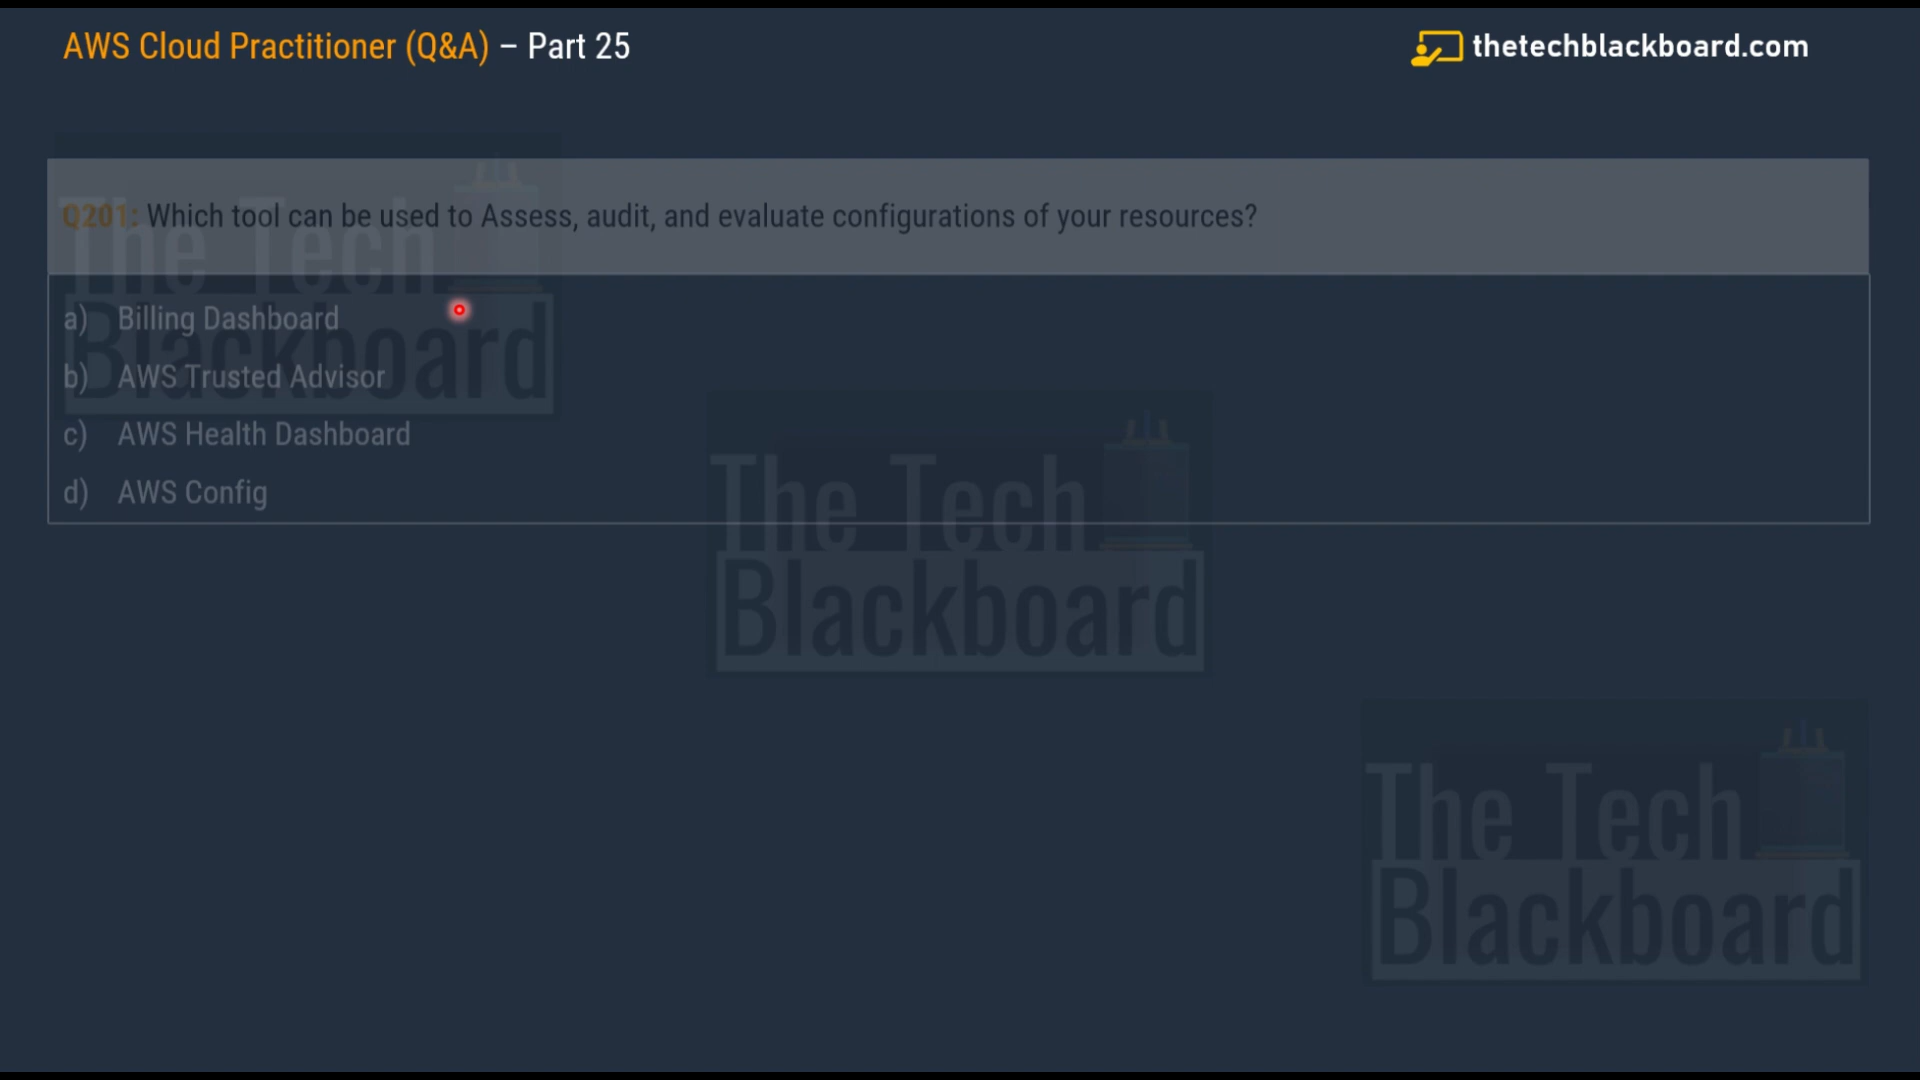 AWS Cloud Practitioner (Q&A) – Part 25
thetechblackboard.com
Q201: Which tool can be used to Assess, audit, and evaluate configurations of your resources?
a) Billing Dashboard
b) AWS Trusted Advisor
c) AWS Health Dashboard
d) AWS Config
The Tech
Blackboard
The Tech
Blackboard
The Tech
Blackboard